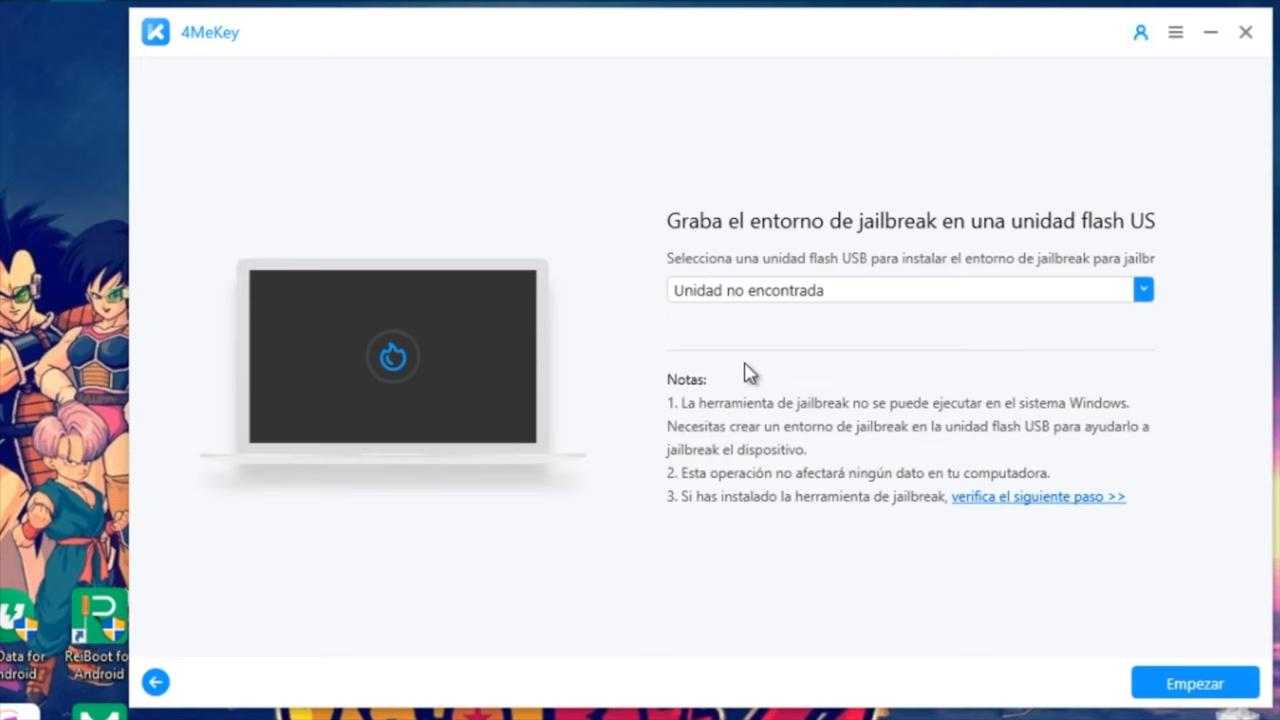 4MeKey
Graba el entorno de jailbreak en una unidad flash US
Selecciona una unidad flash USB para instalar el entorno de jailbreak para jailbr
Unidad no encontrada
Notas:
1. La herramienta de jailbreak no se puede ejecutar en el sistema Windows.
Necesitas crear un entorno de jailbreak en la unidad flash USB para ayudarlo a
jailbreak el dispositivo.
2. Esta operación no afectará ningún dato en tu computadora.
3. Si has instalado la herramienta de jailbreak, verifica el siguiente paso >>
Data for
ndroid
ReiBoot fo
Android
Empezar